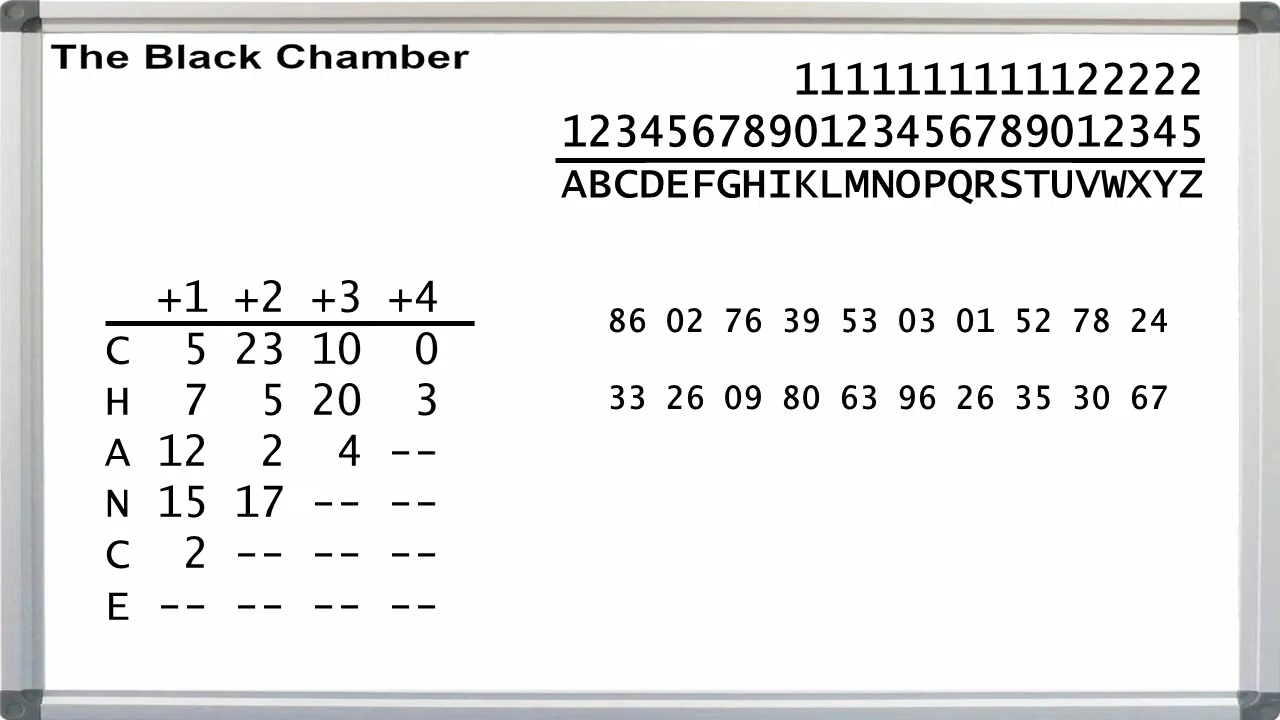 The Black Chamber
1111111111122222
1234567890123456789012345
ABCDEFGHIKLMNOPQRSTUVWXYZ
+1 +2 +3 +4
C 5 23 10 0
H 7 5 20 3
A 12 2 4 --
N 15 17 -- --
C 2 -- -- --
E -- -- -- --
86 02 76 39 53 03 01 52 78 24
33 26 09 80 63 96 26 35 30 67